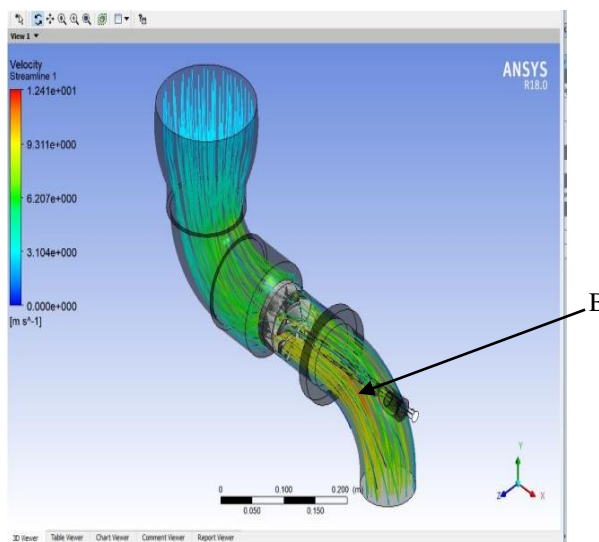 View 1
Velocity
Streamline 1
1.241e+001
9.311e+000
6.207e+000
3.104e+000
0.000e+000
[m s^-1]
ANSYS
R18.0
B
Y
Z
X
0 0.100 0.200 (m)
0.050 0.150
3D Viewer Table Viewer Chart Viewer Comment Viewer Report Viewer